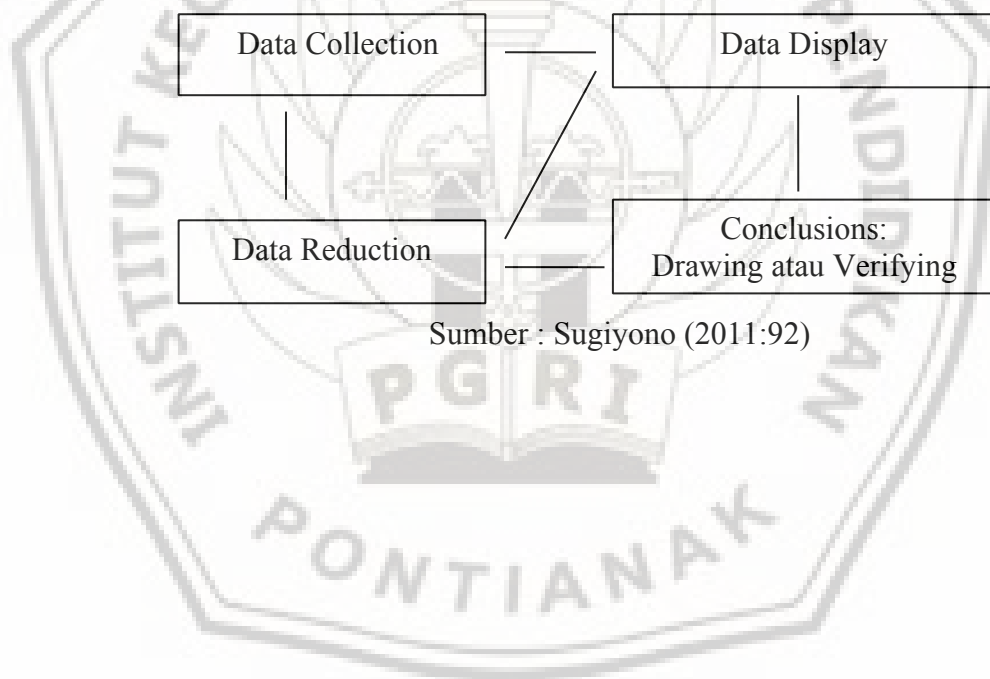 Data Collection
Data Display
Data Reduction
Conclusions:
Drawing atau Verifying
Sumber : Sugiyono (2011:92)
PGRI
PONTIANAK